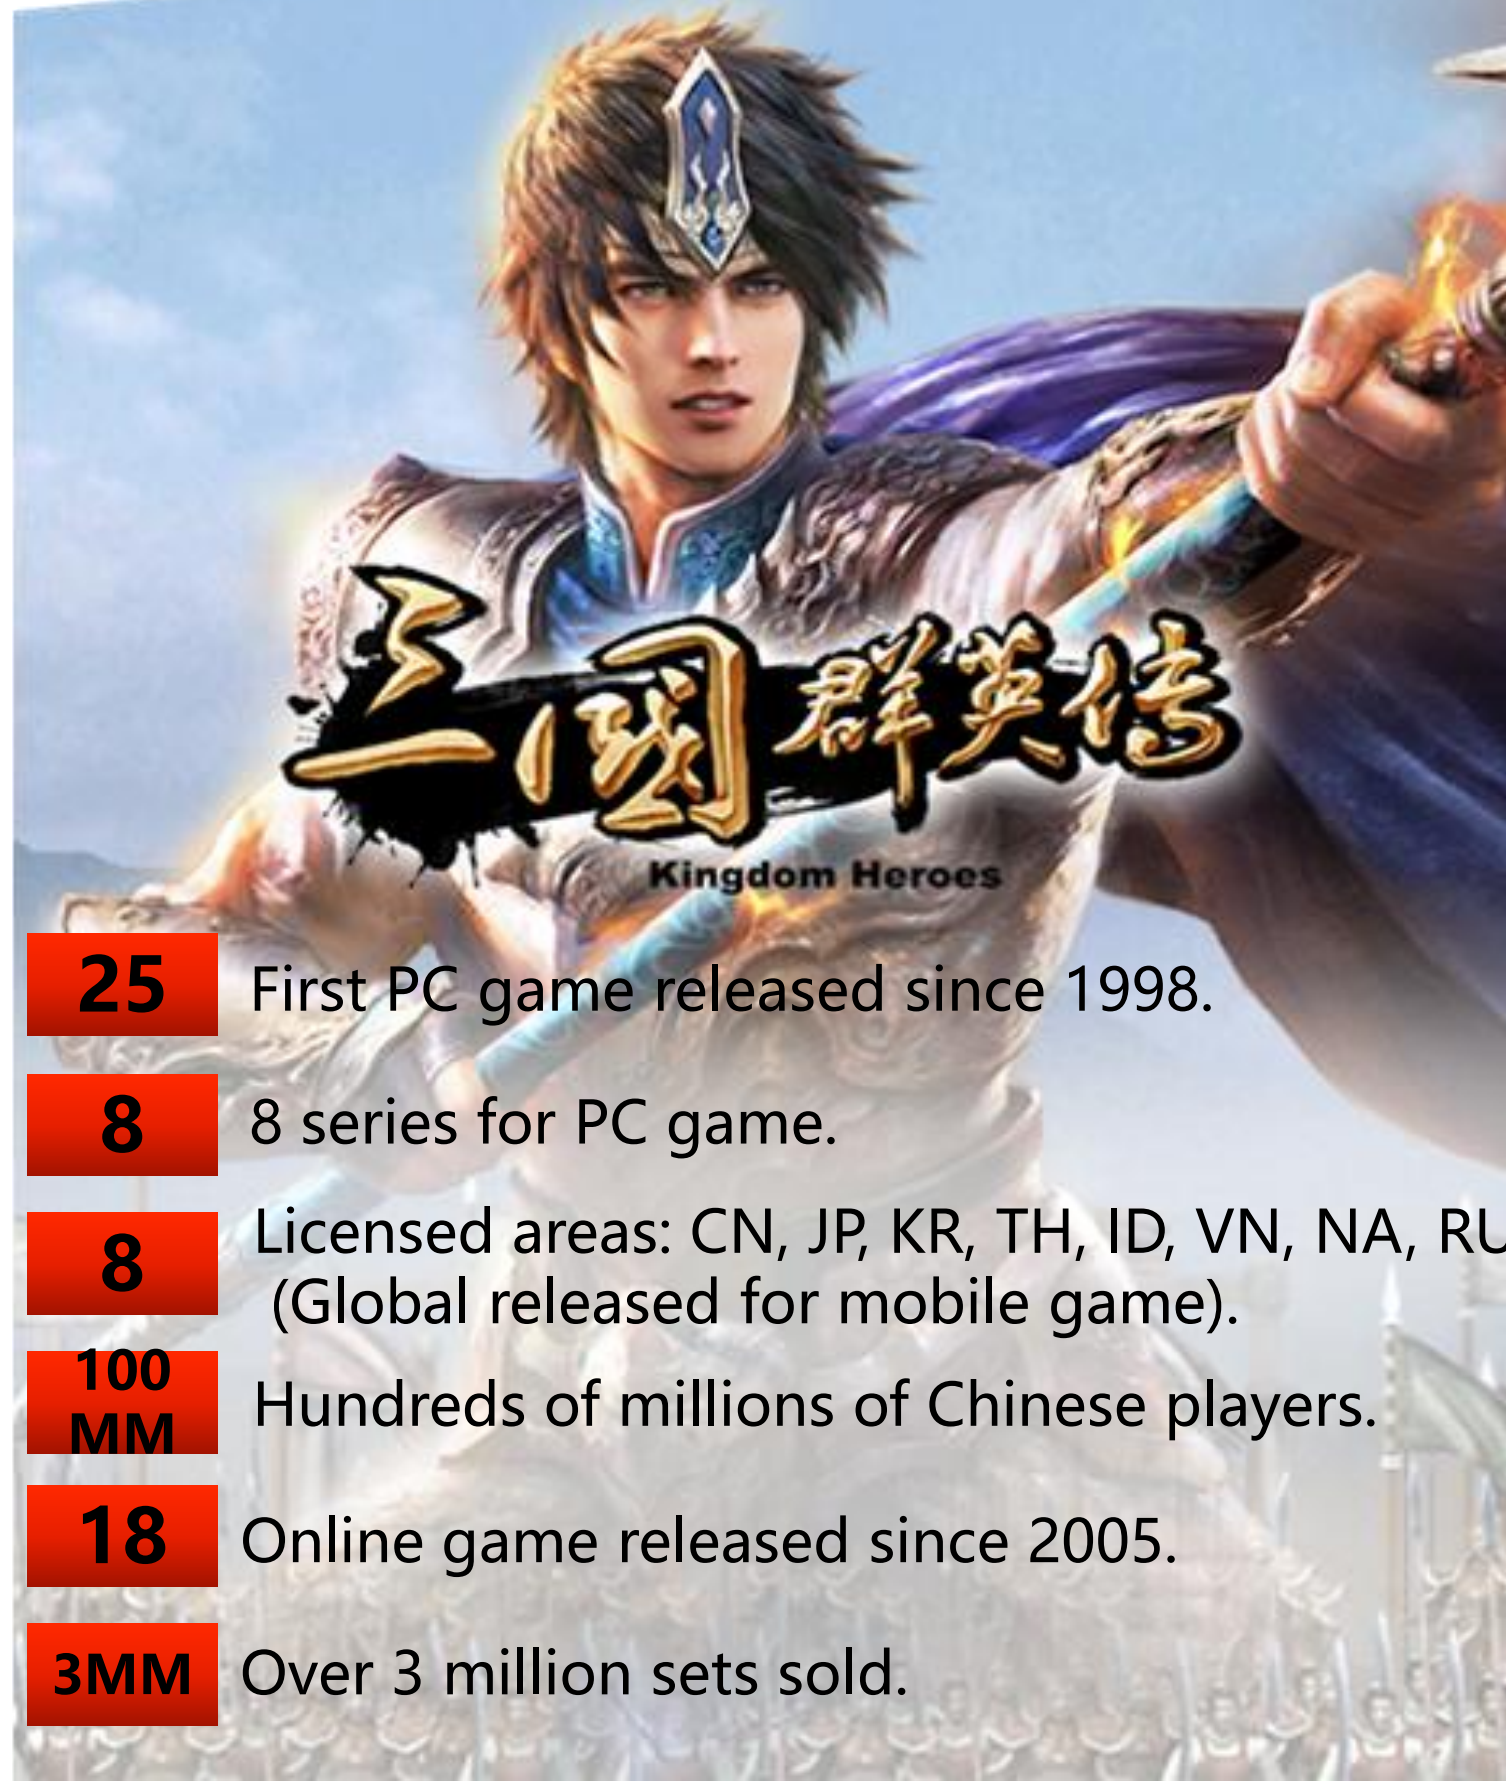 三國群英传
Kingdom Heroes
25 First PC game released since 1998.
8 8 series for PC game.
8 Licensed areas: CN, JP, KR, TH, ID, VN, NA, RU
(Global released for mobile game).
100
MM Hundreds of millions of Chinese players.
18 Online game released since 2005.
3MM Over 3 million sets sold.